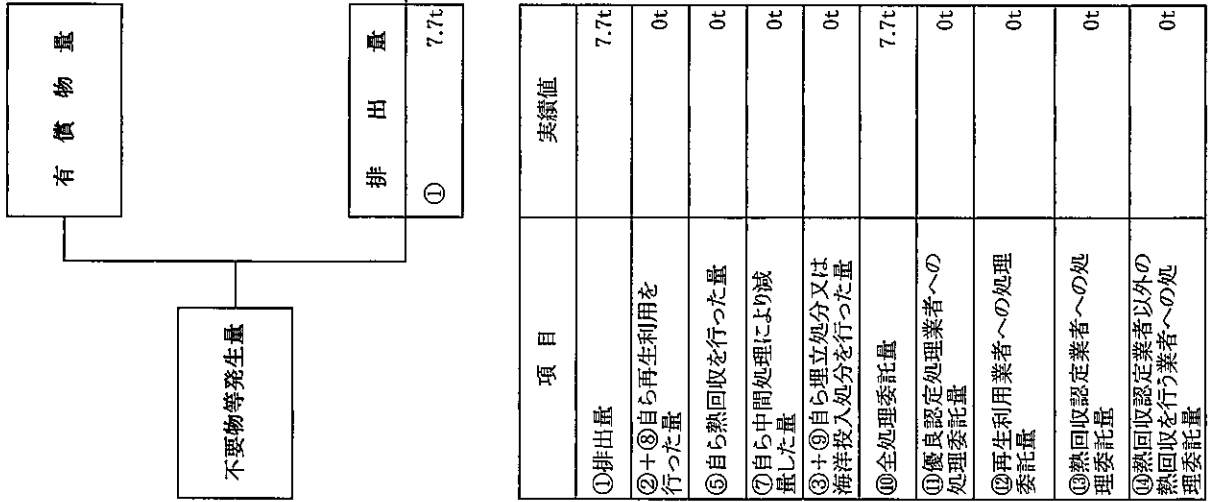 有 償 物 量
不要物等発生量
排 出 量
① 7.7t
項 目 実績値
①排出量 7.7t
②+⑧自ら再生利用を
行った量 0t
⑤自ら熱回収を行った量 0t
⑦自ら中間処理により減
量した量 0t
③+⑨自ら埋立処分又は
海洋投入処分を行った量 0t
⑩全処理委託量 7.7t
⑪優良認定処理業者への
処理委託量 0t
⑫再生利用業者への処理
委託量 0t
⑬熱回収認定業者への処
理委託量 0t
⑭熱回収認定業者以外の
熱回収を行う業者への処
理委託量 0t